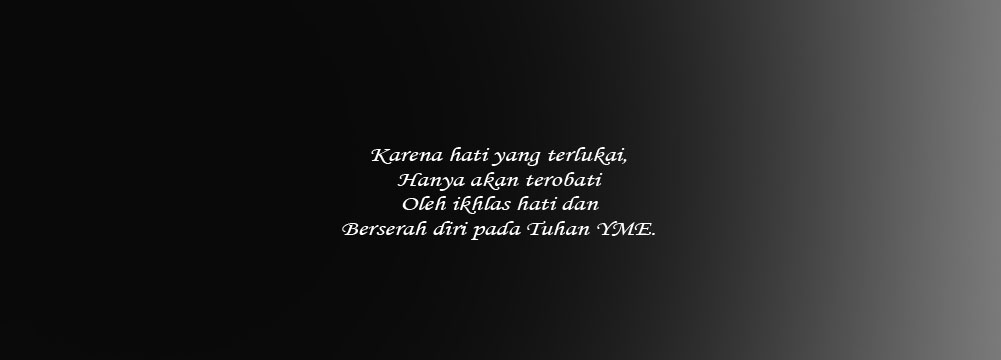 Karena hati yang terlukai,
Hanya akan terobati
Oleh ikhlas hati dan
Berserah diri pada Tuhan YME.